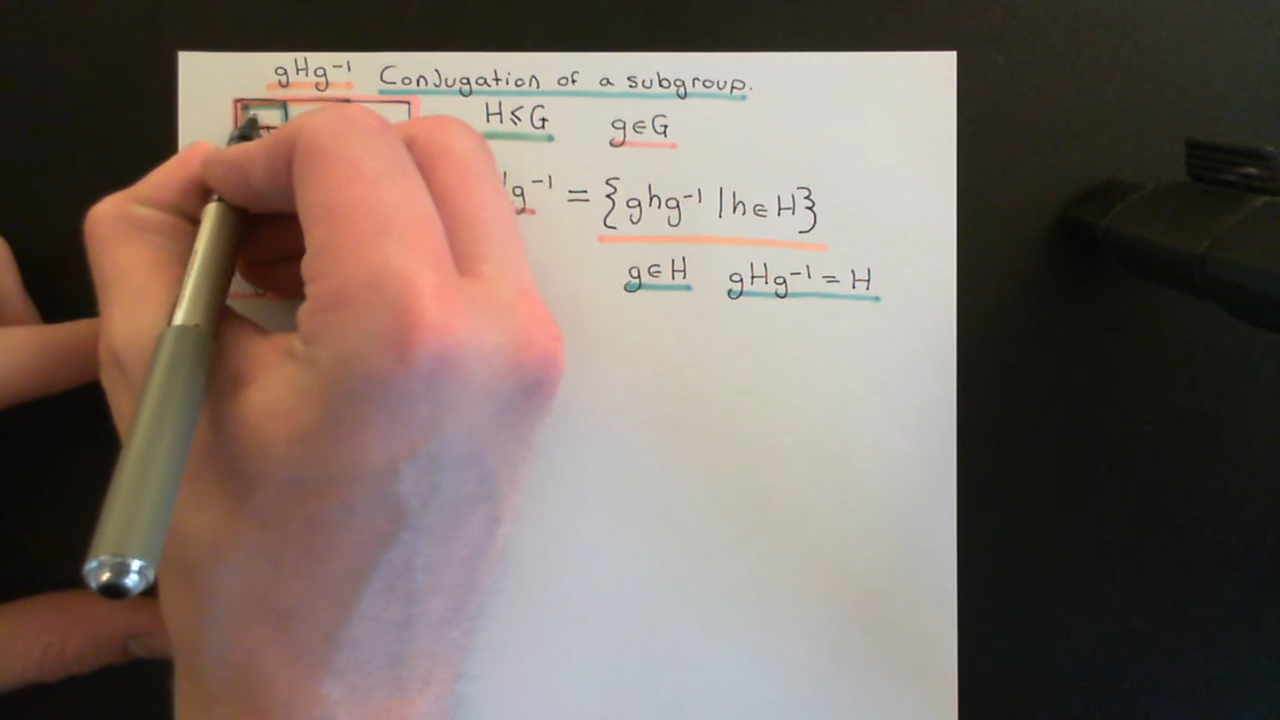 gHg⁻¹ Conjugation of a subgroup.
H⩽G g∈G
g⁻¹ = {ghg⁻¹ | h∈H}
g∈H gHg⁻¹ = H